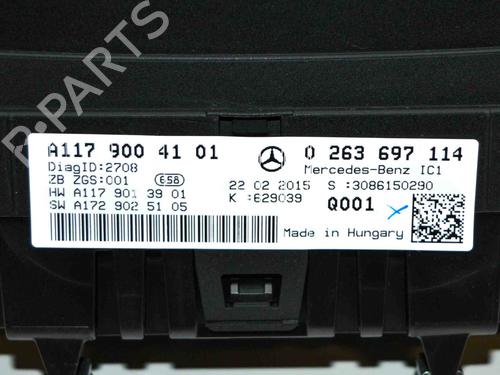 A117 900 41 01
DiagID:2708
ZB ZGS:001 E58
HW A117 901 39 01
SW A172 902 51 05
0 263 697 114
Mercedes-Benz IC1
22 02 2015 S :3086150290
K :629039 Q001
Made in Hungary
B-PARTS